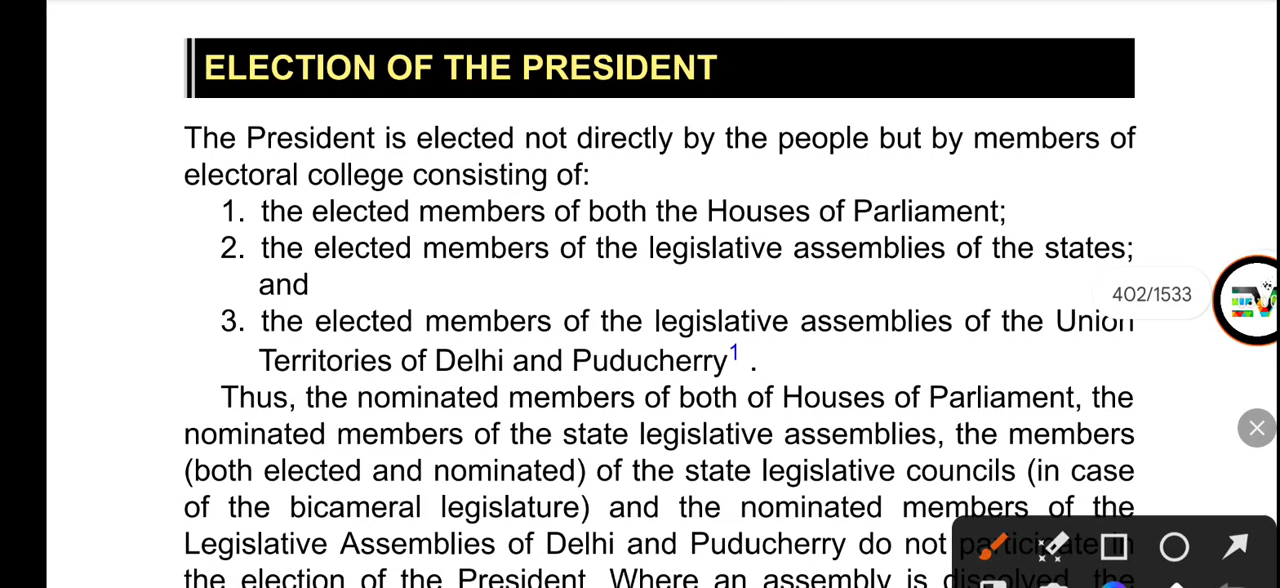 ELECTION OF THE PRESIDENT
The President is elected not directly by the people but by members of
electoral college consisting of:
1. the elected members of both the Houses of Parliament;
2. the elected members of the legislative assemblies of the states;
and
402/1533
3. the elected members of the legislative assemblies of the Union
Territories of Delhi and Puducherry1 .
Thus, the nominated members of both of Houses of Parliament, the
nominated members of the state legislative assemblies, the members
(both elected and nominated) of the state legislative councils (in case
of the bicameral legislature) and the nominated members of the
Legislative Assemblies of Delhi and Puducherry do not participate in
the election of the President. Where an assembly is dissolved, the